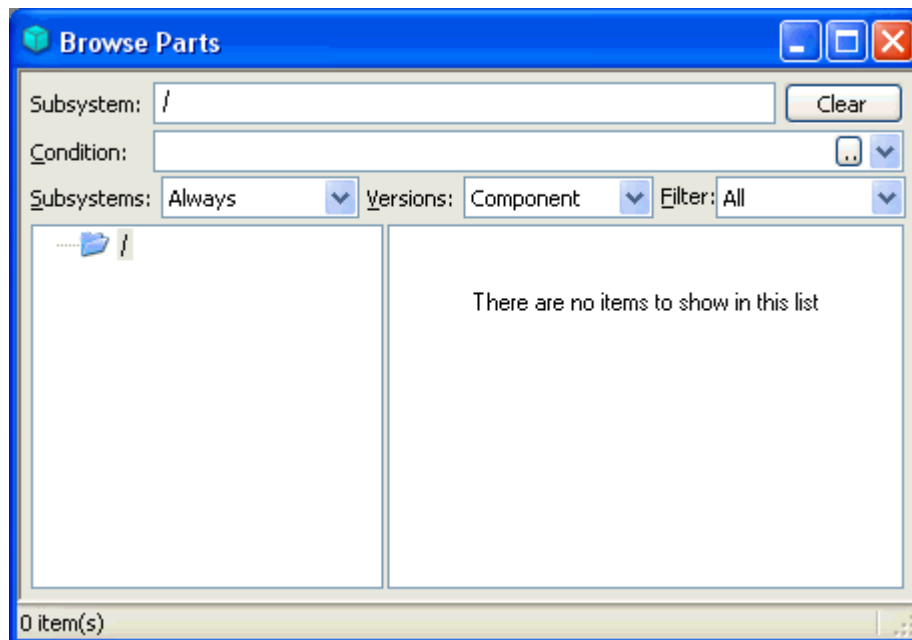 Browse Parts
Subsystem: / Clear
Condition: ..
Subsystems: Always Versions: Component Filter: All
/
There are no items to show in this list
0 item(s)